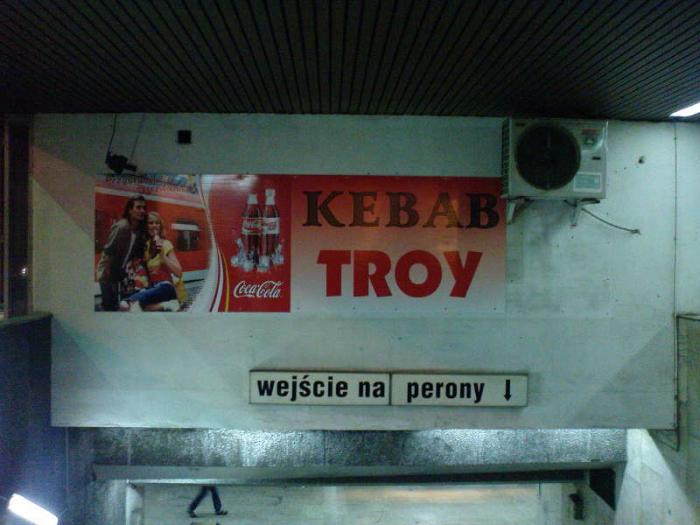 KEBAB
TROY
Coca-Cola
wejście na perony ↓